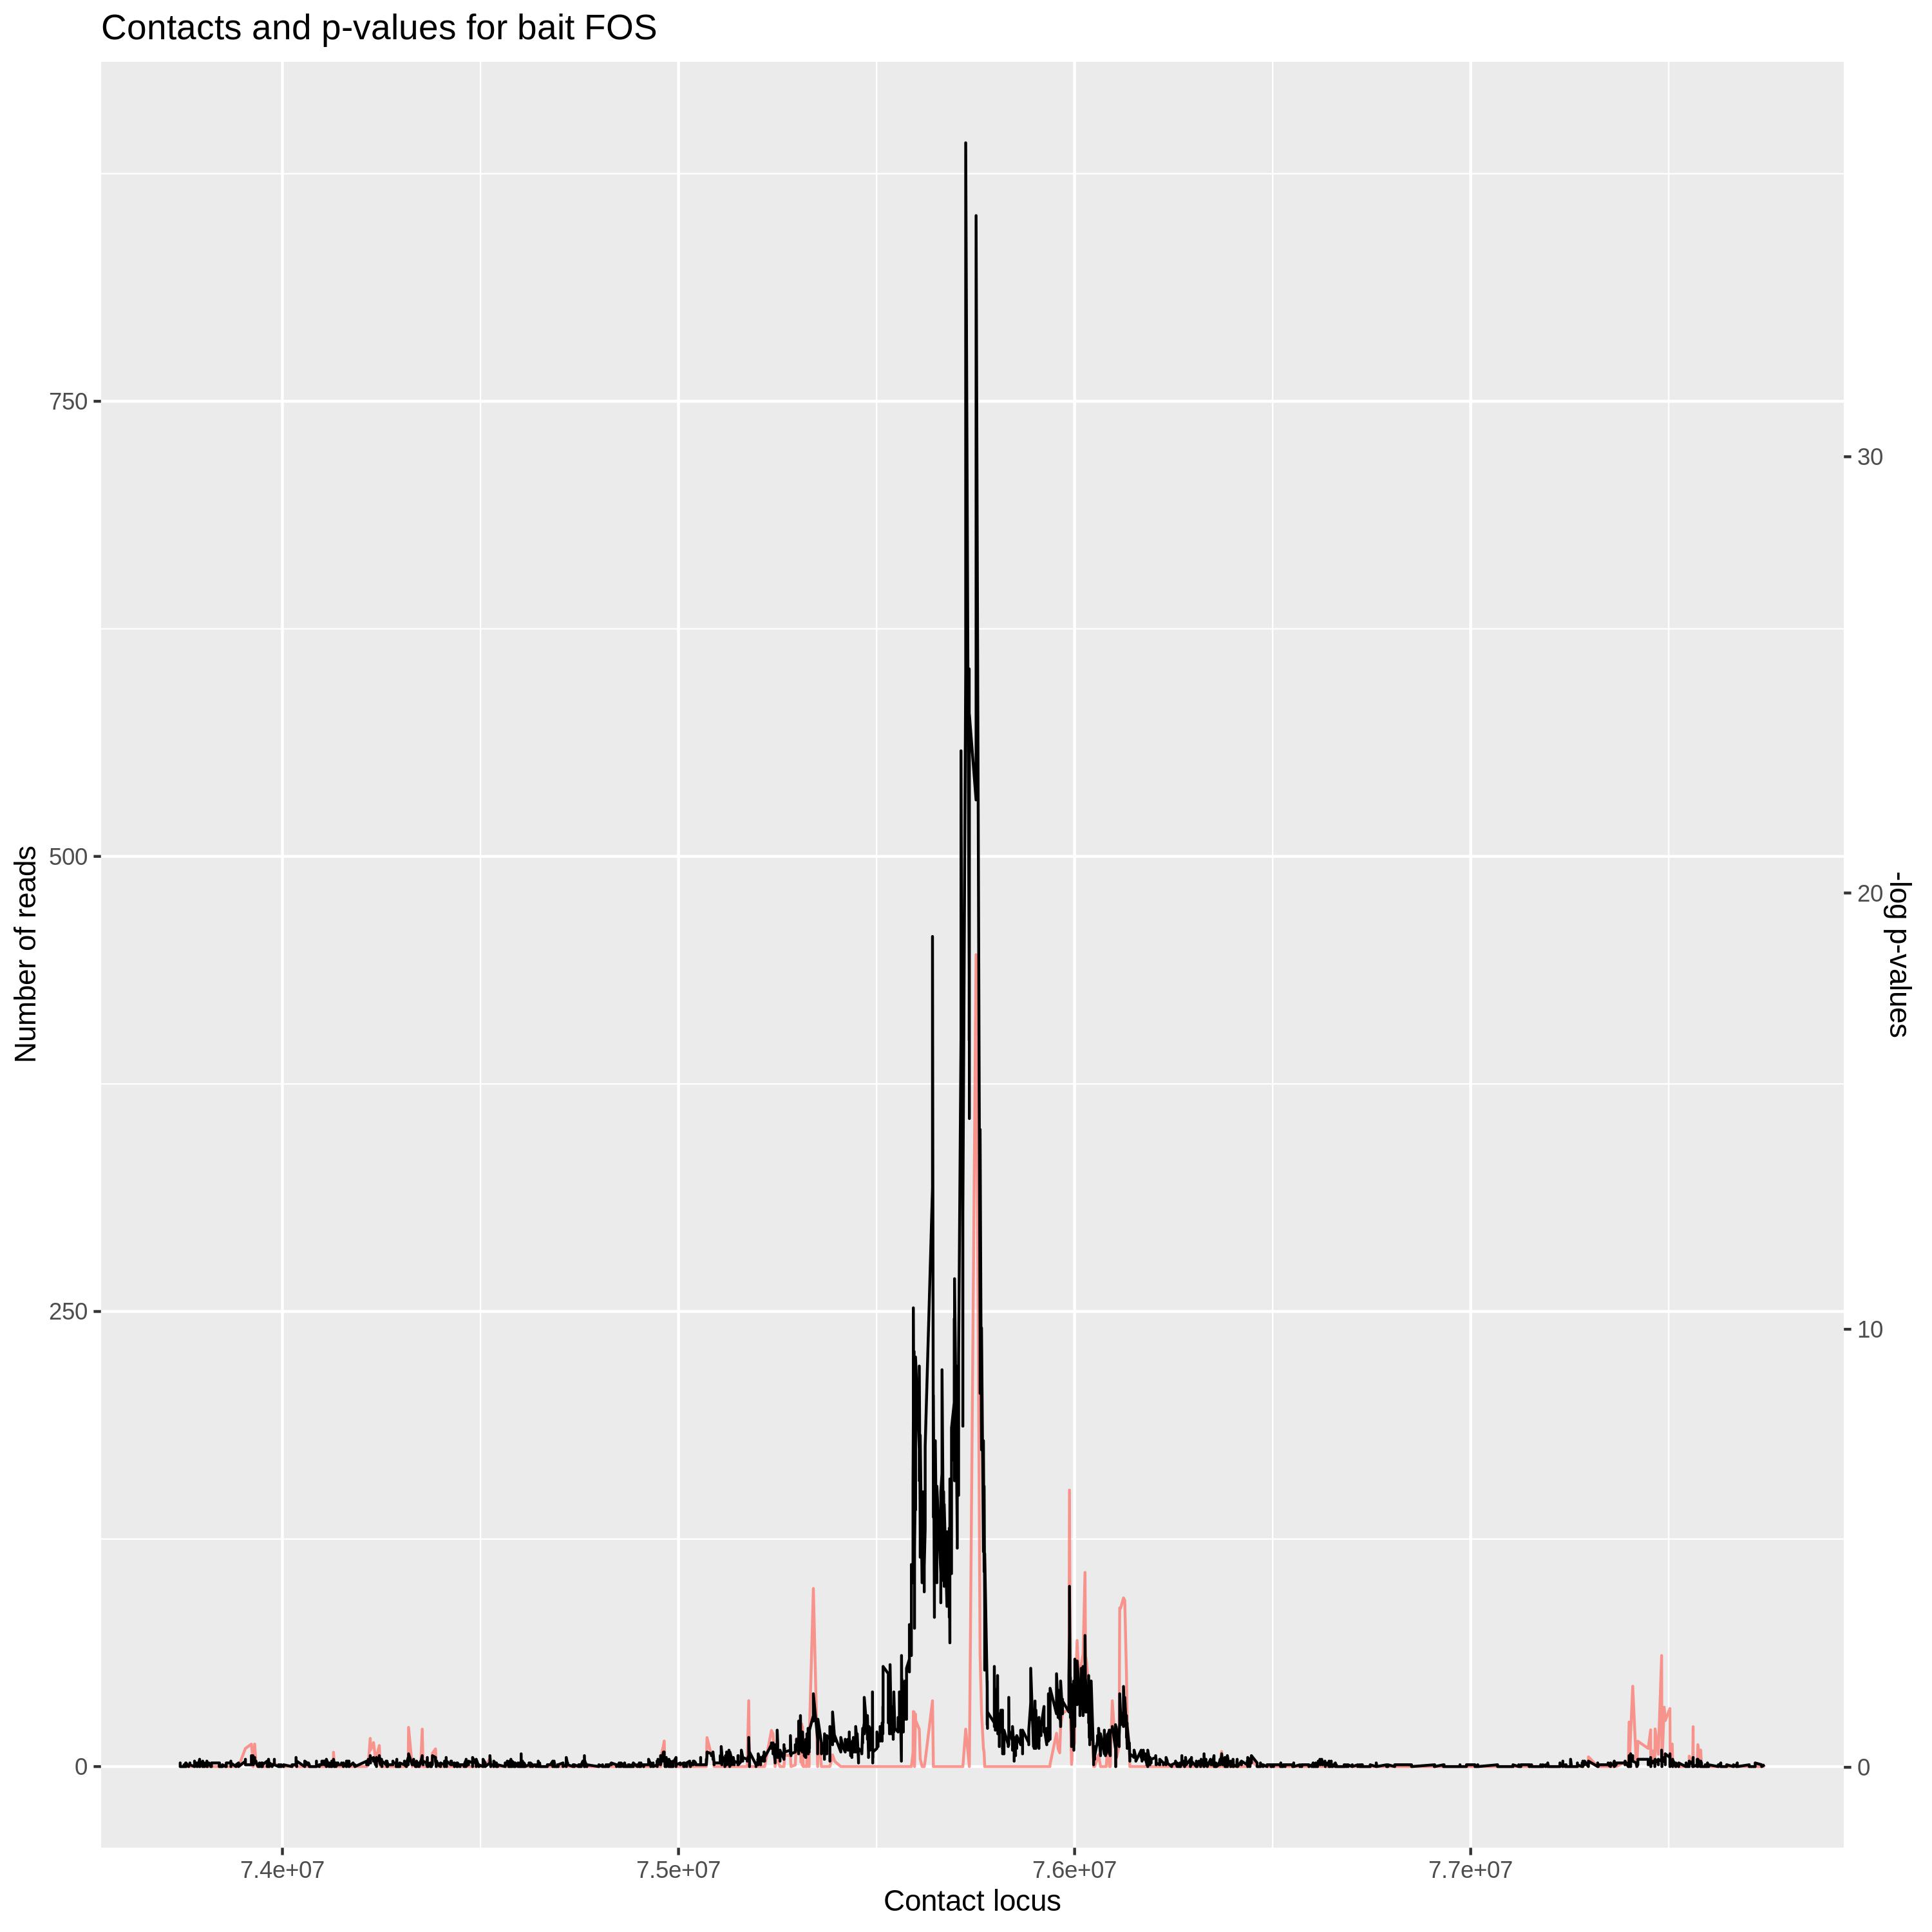 Contacts and p-values for bait FOS
Number of reads
750
500
250
0
30
20
10
0
-log p-values
7.4e+07
7.5e+07
7.6e+07
7.7e+07
Contact locus